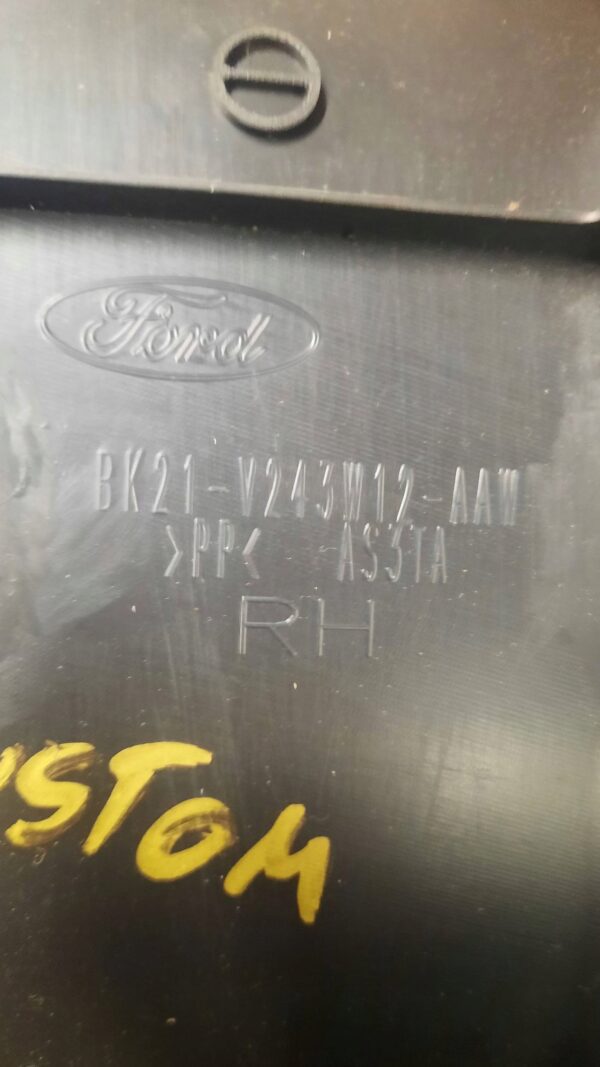 Ford
BK21-V243W12-AAW
>PP< AS3TA
RH
USTOM